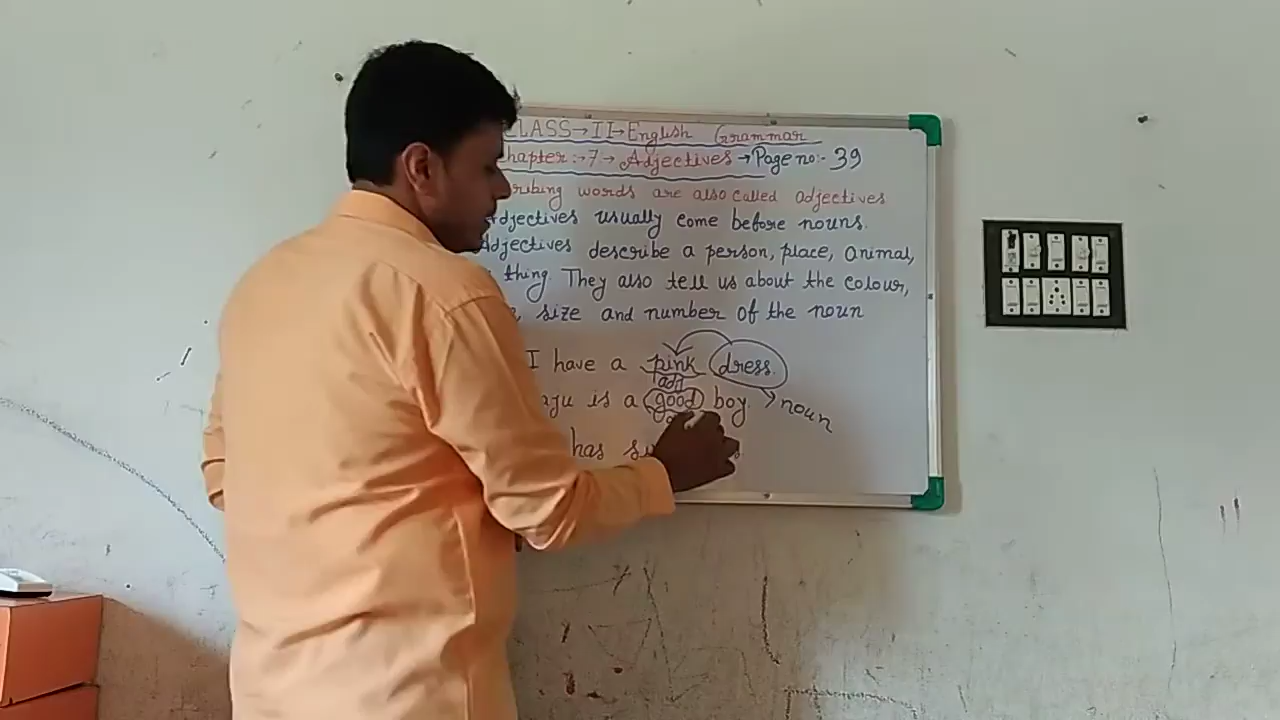 CLASS→II→English Grammar
Chapter :-7→ Adjectives →Page no:- 39
words are also called adjectives
Adjectives usually come before nouns.
Adjectives describe a person, place, animal,
thing. They also tell us about the colour,
size and number of the noun
I have a pink dress.
adj
is a good boy.
noun
has